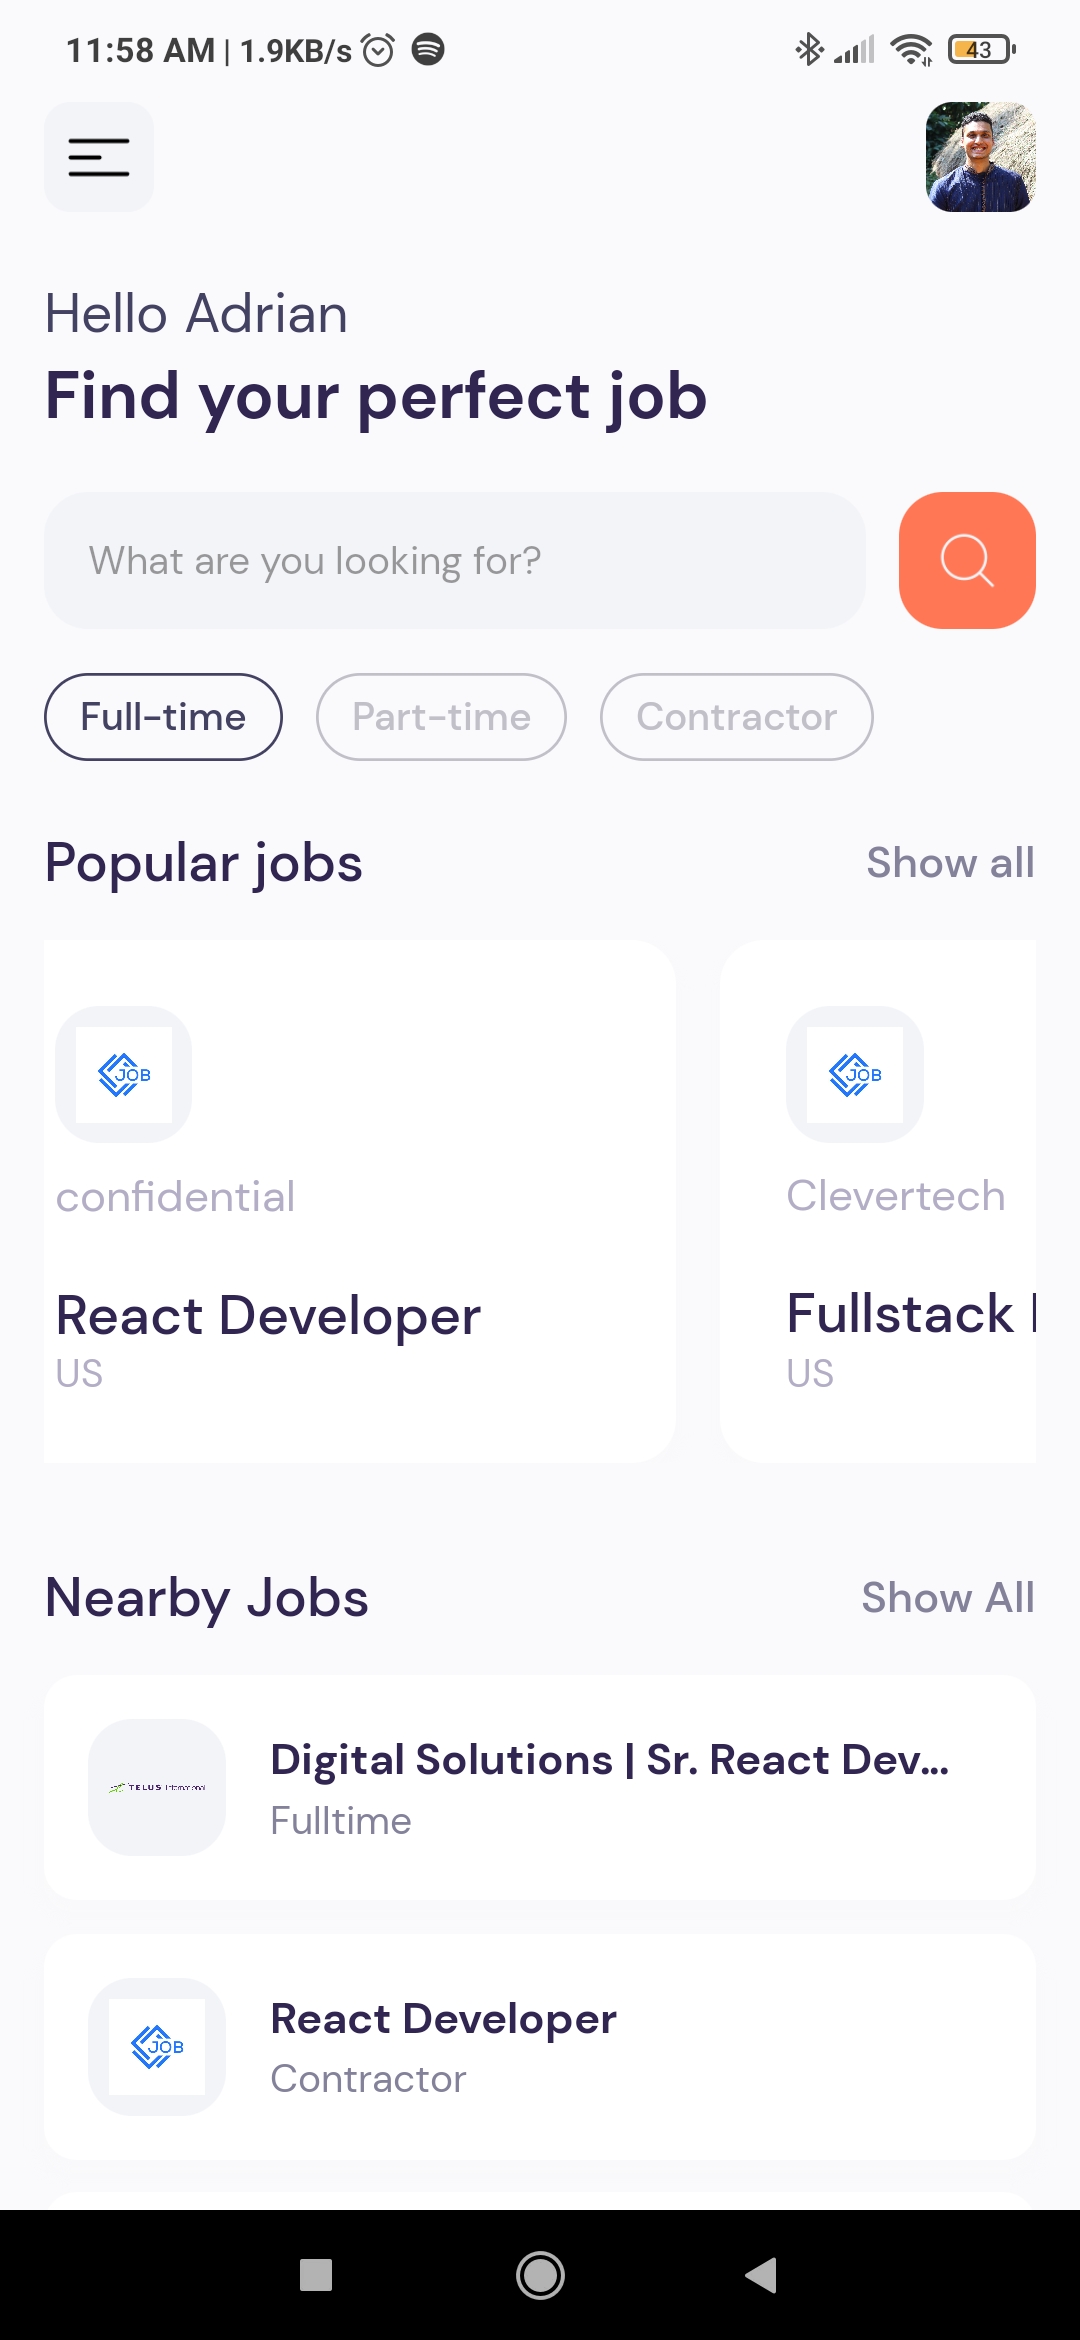 11:58 AM | 1.9KB/s 43
Hello Adrian
Find your perfect job
What are you looking for?
Full-time Part-time Contractor
Popular jobs Show all
JOB JOB
confidential Clevertech
React Developer Fullstack
US US
Nearby Jobs Show All
TELUS International Digital Solutions | Sr. React Dev...
Fulltime
JOB React Developer
Contractor